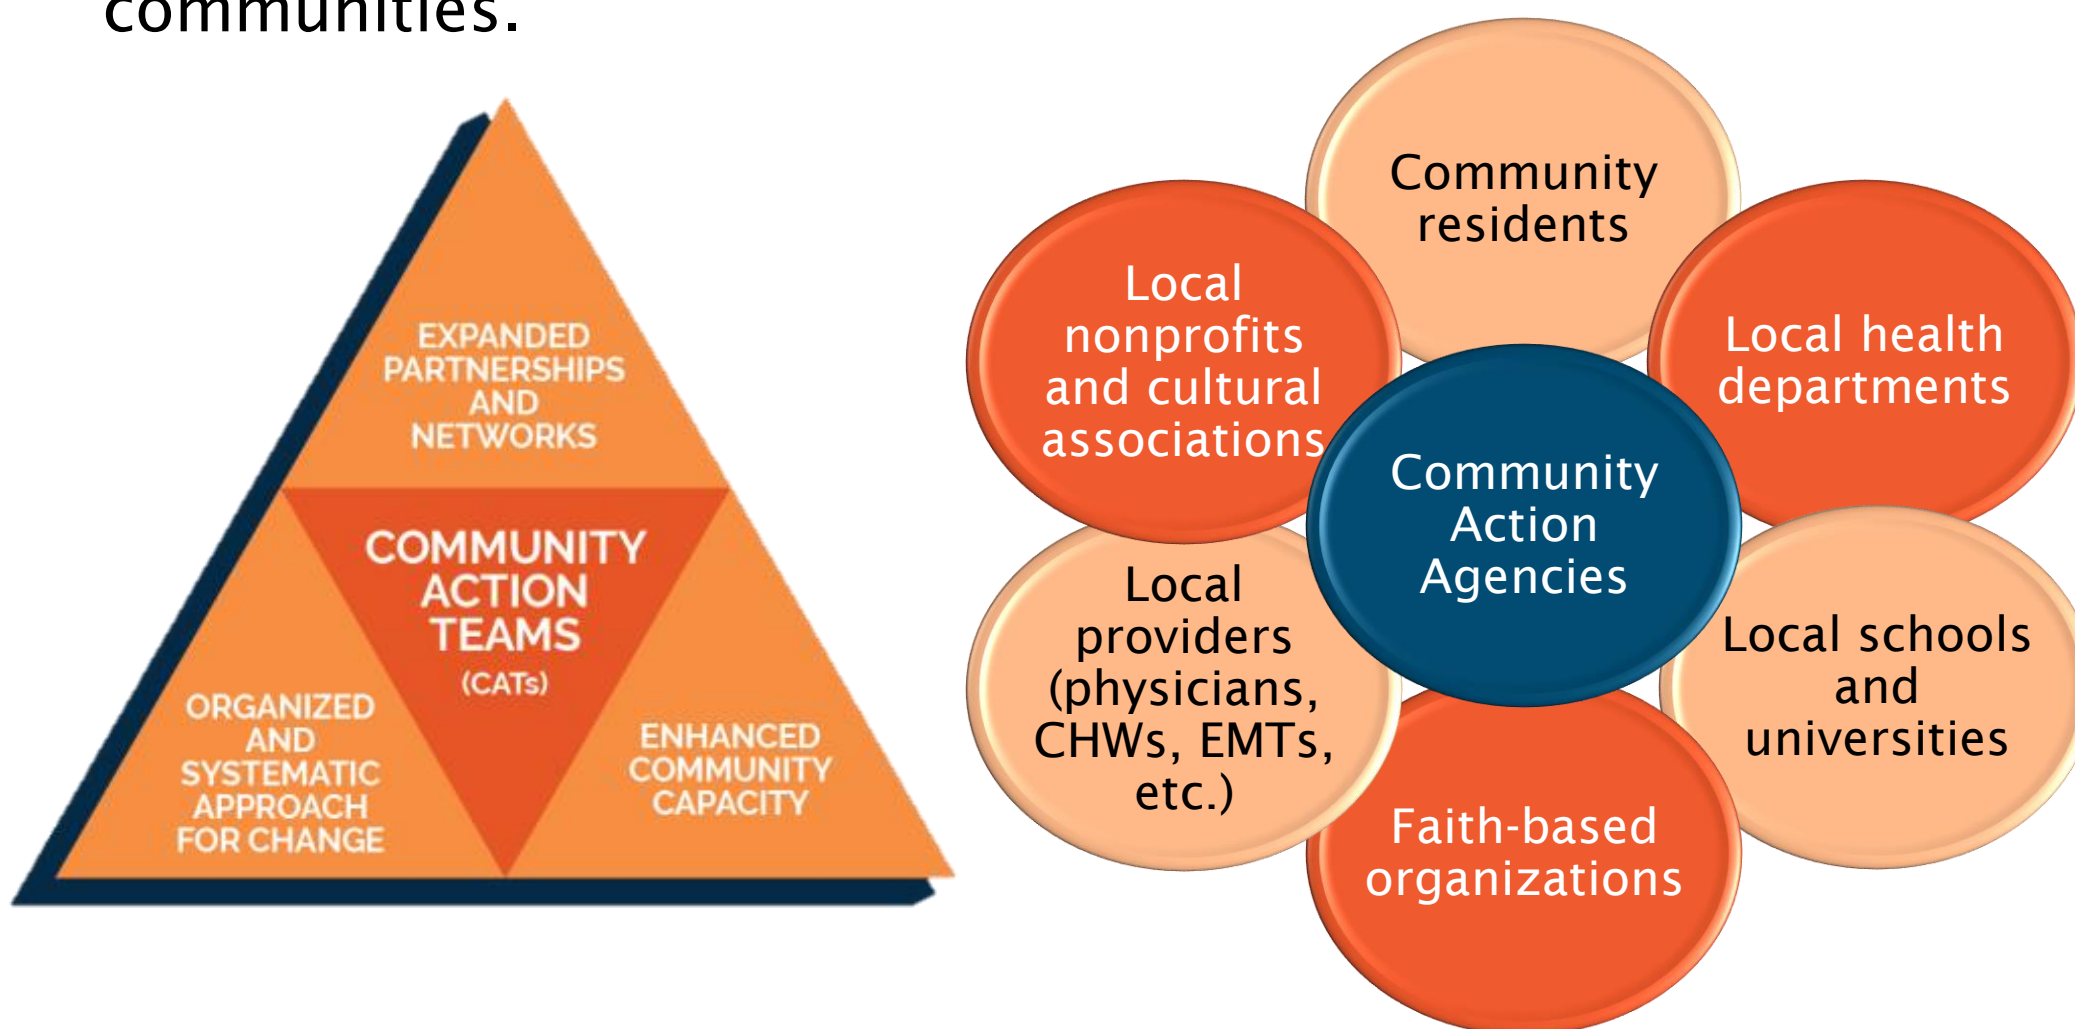 communities.
EXPANDED
PARTNERSHIPS
AND
NETWORKS
COMMUNITY
ACTION
TEAMS
(CATs)
ORGANIZED
AND
SYSTEMATIC
APPROACH
FOR CHANGE
ENHANCED
COMMUNITY
CAPACITY
Community
residents
Local
nonprofits
and cultural
associations
Local health
departments
Community
Action
Agencies
Local
providers
(physicians,
CHWs, EMTs,
etc.)
Local schools
and
universities
Faith-based
organizations